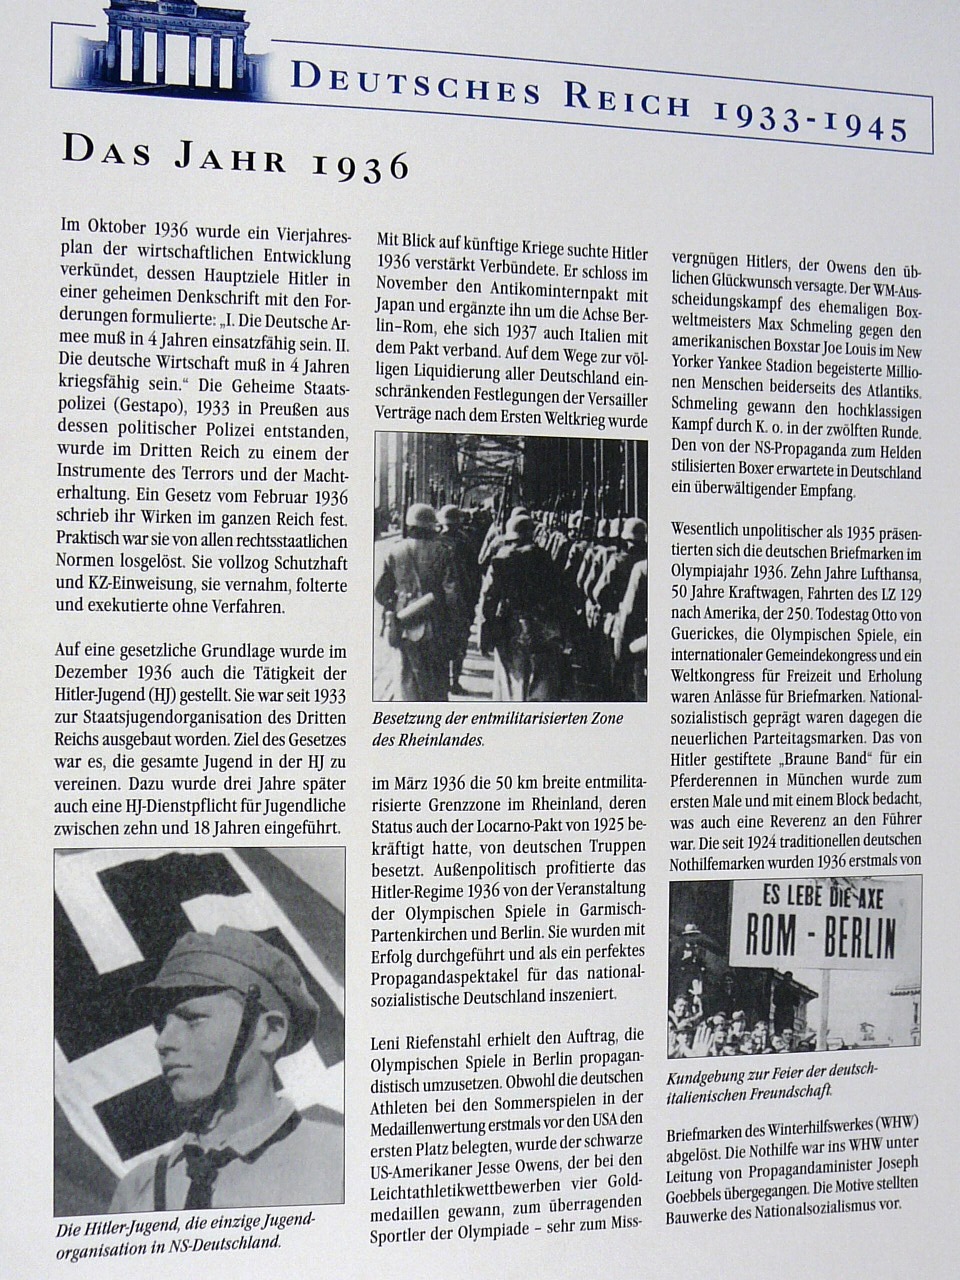 DEUTSCHES REICH 1933-1945
DAS JAHR 1936
Im Oktober 1936 wurde ein Vierjahres-
plan der wirtschaftlichen Entwicklung
verkündet, dessen Hauptziele Hitler in
einer geheimen Denkschrift mit den For-
derungen formulierte: „I. Die Deutsche Ar-
mee muß in 4 Jahren einsatzfähig sein. II.
Die deutsche Wirtschaft muß in 4 Jahren
kriegsfähig sein.“ Die Geheime Staats-
polizei (Gestapo), 1933 in Preußen aus
dessen politischer Polizei entstanden,
wurde im Dritten Reich zu einem der
Instrumente des Terrors und der Macht-
erhaltung. Ein Gesetz vom Februar 1936
schrieb ihr Wirken im ganzen Reich fest.
Praktisch war sie von allen rechtsstaatlichen
Normen losgelöst. Sie vollzog Schutzhaft
und KZ-Einweisung, sie vernahm, folterte
und exekutierte ohne Verfahren.
Auf eine gesetzliche Grundlage wurde im
Dezember 1936 auch die Tätigkeit der
Hitler-Jugend (HJ) gestellt. Sie war seit 1933
zur Staatsjugendorganisation des Dritten
Reichs ausgebaut worden. Ziel des Gesetzes
war es, die gesamte Jugend in der HJ zu
vereinen. Dazu wurde drei Jahre später
auch eine HJ-Dienstpflicht für Jugendliche
zwischen zehn und 18 Jahren eingeführt.
Die Hitler-Jugend, die einzige Jugend-
organisation in NS-Deutschland.
Mit Blick auf künftige Kriege suchte Hitler
1936 verstärkt Verbündete. Er schloss im
November den Antikominternpakt mit
Japan und ergänzte ihn um die Achse Ber-
lin–Rom, ehe sich 1937 auch Italien mit
dem Pakt verband. Auf dem Wege zur völ-
ligen Liquidierung aller Deutschland ein-
schränkenden Festlegungen der Versailler
Verträge nach dem Ersten Weltkrieg wurde
Besetzung der entmilitarisierten Zone
des Rheinlandes.
im März 1936 die 50 km breite entmilita-
risierte Grenzzone im Rheinland, deren
Status auch der Locarno-Pakt von 1925 be-
kräftigt hatte, von deutschen Truppen
besetzt. Außenpolitisch profitierte das
Hitler-Regime 1936 von der Veranstaltung
der Olympischen Spiele in Garmisch-
Partenkirchen und Berlin. Sie wurden mit
Erfolg durchgeführt und als ein perfektes
Propagandaspektakel für das national-
sozialistische Deutschland inszeniert.
Leni Riefenstahl erhielt den Auftrag, die
Olympischen Spiele in Berlin propagan-
distisch umzusetzen. Obwohl die deutschen
Athleten bei den Sommerspielen in der
Medaillenwertung erstmals vor den USA den
ersten Platz belegten, wurde der schwarze
US-Amerikaner Jesse Owens, der bei den
Leichtathletikwettbewerben vier Gold-
medaillen gewann, zum überragenden
Sportler der Olympiade – sehr zum Miss-
vergnügen Hitlers, der Owens den üb-
lichen Glückwunsch versagte. Der WM-Aus-
scheidungskampf des ehemaligen Box-
weltmeisters Max Schmeling gegen den
amerikanischen Boxstar Joe Louis im New
Yorker Yankee Stadion begeisterte Millio-
nen Menschen beiderseits des Atlantiks.
Schmeling gewann den hochklassigen
Kampf durch K. o. in der zwölften Runde.
Den von der NS-Propaganda zum Helden
stilisierten Boxer erwartete in Deutschland
ein überwältigender Empfang.
Wesentlich unpolitischer als 1935 präsen-
tierten sich die deutschen Briefmarken im
Olympiajahr 1936. Zehn Jahre Lufthansa,
50 Jahre Kraftwagen, Fahrten des LZ 129
nach Amerika, der 250. Todestag Otto von
Guerickes, die Olympischen Spiele, ein
internationaler Gemeindekongress und ein
Weltkongress für Freizeit und Erholung
waren Anlässe für Briefmarken. National-
sozialistisch geprägt waren dagegen die
neuerlichen Parteitagsmarken. Das von
Hitler gestiftete „Braune Band“ für ein
Pferderennen in München wurde zum
ersten Male und mit einem Block bedacht,
was auch eine Reverenz an den Führer
war. Die seit 1924 traditionellen deutschen
Nothilfemarken wurden 1936 erstmals von
ES LEBE DIE AXE
ROM - BERLIN
Kundgebung zur Feier der deutsch-
italienischen Freundschaft.
Briefmarken des Winterhilfswerkes (WHW)
abgelöst. Die Nothilfe war ins WHW unter
Leitung von Propagandaminister Joseph
Goebbels übergegangen. Die Motive stellten
Bauwerke des Nationalsozialismus vor.